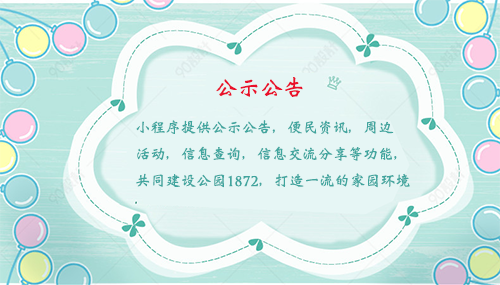 公示公告
小程序提供公示公告，便民资讯，周边
活动，信息查询，信息交流分享等功能，
共同建设公园1872，打造一流的家园环境